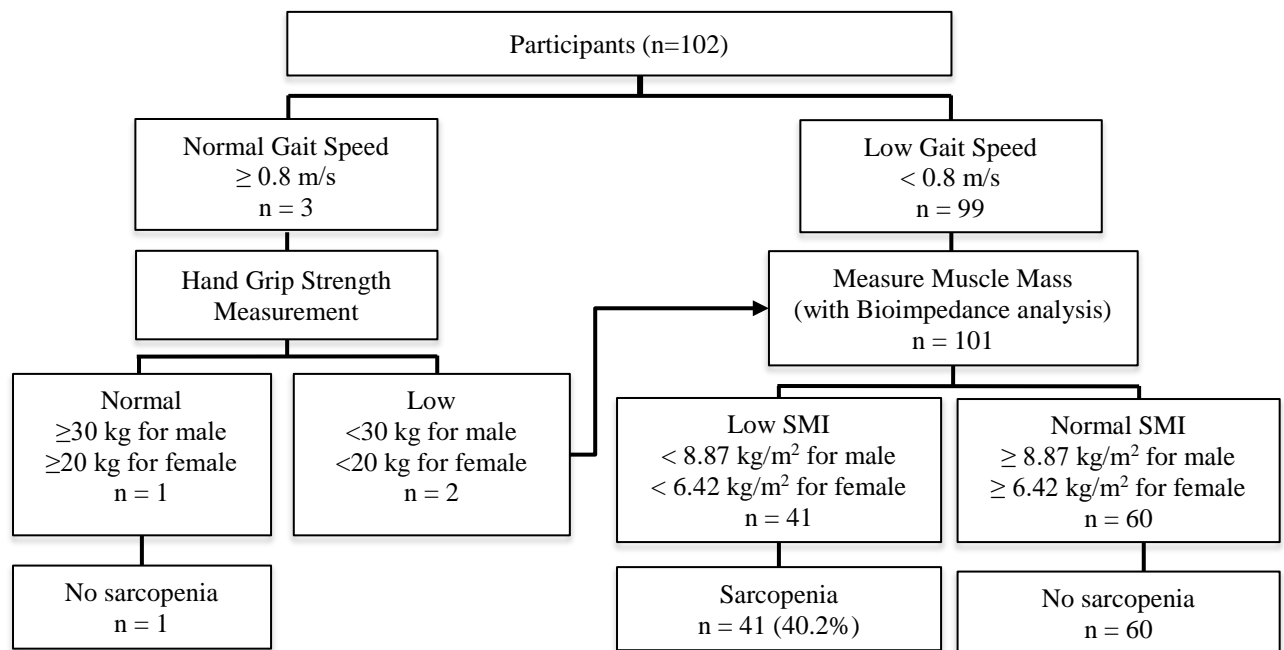 Participants (n=102)
Normal Gait Speed
≥ 0.8 m/s
n = 3
Low Gait Speed
< 0.8 m/s
n = 99
Hand Grip Strength
Measurement
Measure Muscle Mass
(with Bioimpedance analysis)
n = 101
Normal
≥30 kg for male
≥20 kg for female
n = 1
Low
<30 kg for male
<20 kg for female
n = 2
Low SMI
< 8.87 kg/m² for male
< 6.42 kg/m² for female
n = 41
Normal SMI
≥ 8.87 kg/m² for male
≥ 6.42 kg/m² for female
n = 60
No sarcopenia
n = 1
Sarcopenia
n = 41 (40.2%)
No sarcopenia
n = 60